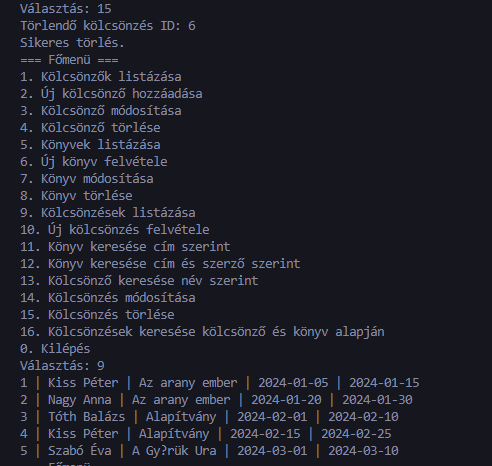 Választás: 15
Törlendő kölcsönzés ID: 6
Sikeres törlés.
=== Főmenü ===
1. Kölcsönzők listázása
2. Új kölcsönző hozzáadása
3. Kölcsönző módosítása
4. Kölcsönző törlése
5. Könyvek listázása
6. Új könyv felvétele
7. Könyv módosítása
8. Könyv törlése
9. Kölcsönzések listázása
10. Új kölcsönzés felvétele
11. Könyv keresése cím szerint
12. Könyv keresése cím és szerző szerint
13. Kölcsönző keresése név szerint
14. Kölcsönzés módosítása
15. Kölcsönzés törlése
16. Kölcsönzések keresése kölcsönző és könyv alapján
0. Kilépés
Választás: 9
1 | Kiss Péter | Az arany ember | 2024-01-05 | 2024-01-15
2 | Nagy Anna | Az arany ember | 2024-01-20 | 2024-01-30
3 | Tóth Balázs | Alapítvány | 2024-02-01 | 2024-02-10
4 | Kiss Péter | Alapítvány | 2024-02-15 | 2024-02-25
5 | Szabó Éva | A Gy?rük Ura | 2024-03-01 | 2024-03-10
=== Főmenü ===